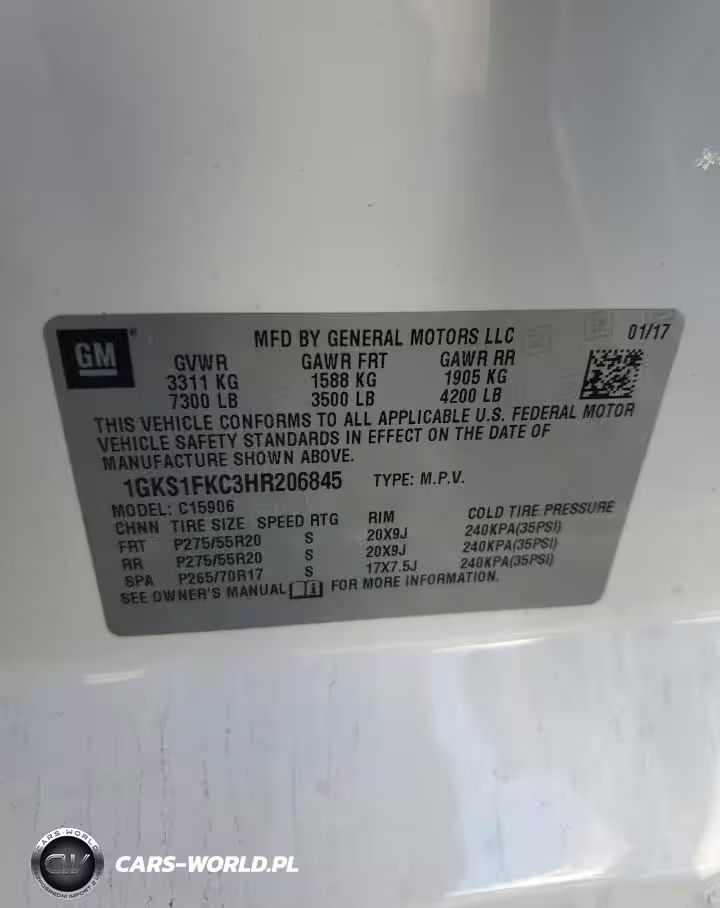 GM
MFD BY GENERAL MOTORS LLC
01/17
GVWR GAWR FRT GAWR RR
3311 KG 1588 KG 1905 KG
7300 LB 3500 LB 4200 LB
THIS VEHICLE CONFORMS TO ALL APPLICABLE U.S. FEDERAL MOTOR
VEHICLE SAFETY STANDARDS IN EFFECT ON THE DATE OF
MANUFACTURE SHOWN ABOVE.
1GKS1FKC3HR206845 TYPE: M.P.V.
MODEL: C15906
CHNN TIRE SIZE SPEED RTG RIM COLD TIRE PRESSURE
FRT P275/55R20 S 20X9J 240KPA(35PSI)
RR P275/55R20 S 20X9J 240KPA(35PSI)
SPA P265/70R17 S 17X7.5J 240KPA(35PSI)
SEE OWNER'S MANUAL i FOR MORE INFORMATION.
CARS-WORLD
CW
CARS-WORLD.PL